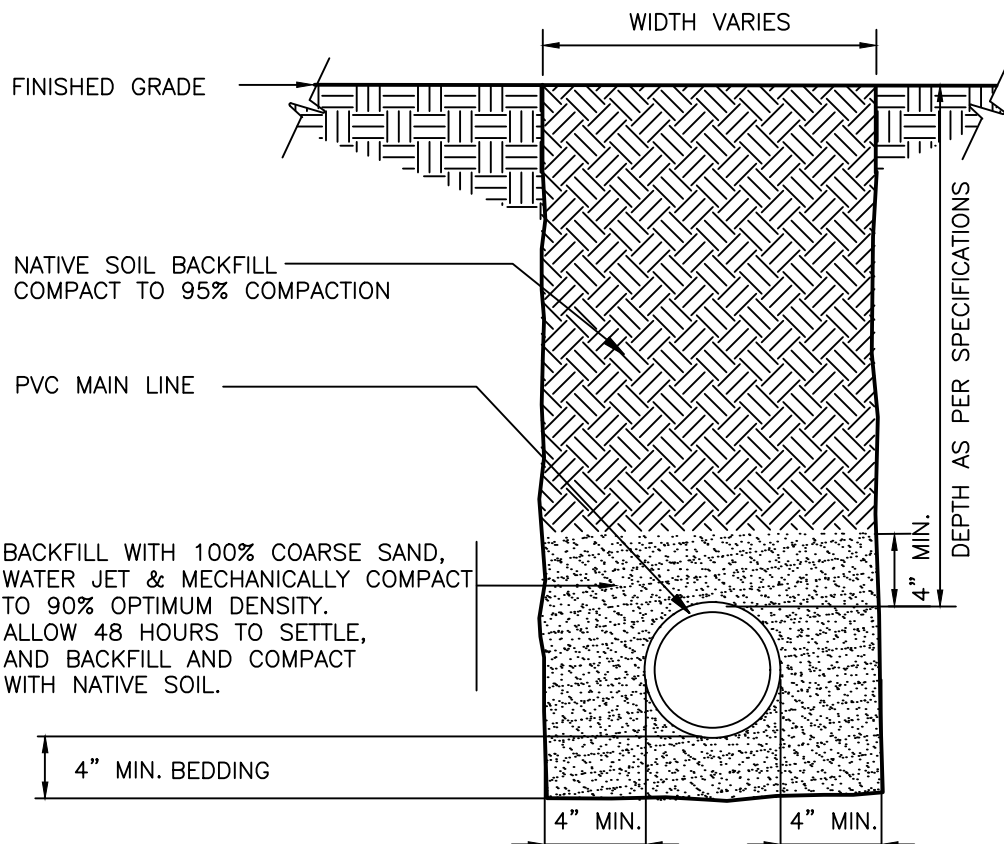 WIDTH VARIES
FINISHED GRADE
NATIVE SOIL BACKFILL
COMPACT TO 95% COMPACTION
PVC MAIN LINE
DEPTH AS PER SPECIFICATIONS
4" MIN.
BACKFILL WITH 100% COARSE SAND,
WATER JET & MECHANICALLY COMPACT
TO 90% OPTIMUM DENSITY.
ALLOW 48 HOURS TO SETTLE,
AND BACKFILL AND COMPACT
WITH NATIVE SOIL.
4" MIN. BEDDING
4" MIN.
4" MIN.